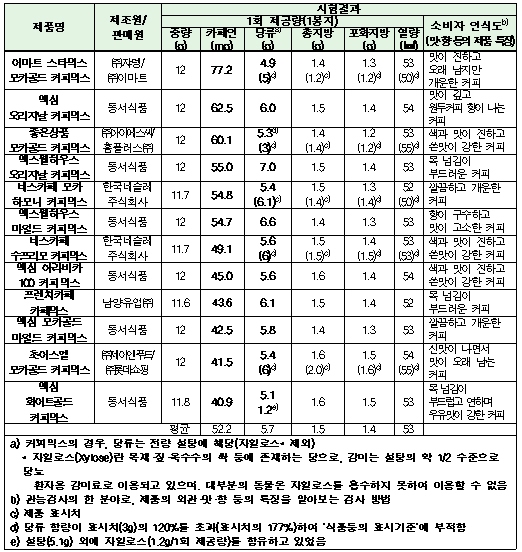 제품명 제조원/판매원 시험결과 소비자 인식도b)
(맛·향 등의 제품 특징)
1회 제공량(1봉지)
중량(g) 카페인(mg) 당류a)(g) 총지방(g) 포화지방(g) 열량(㎉)
이마트 스타믹스 모카골드 커피믹스 ㈜자명/㈜이마트 12 77.2 4.9 (5)c) 1.4 (1.2)c) 1.3 (1.2)c) 53 (50)c) 맛이 진하고 오래 남지만 개운한 커피
맥심 오리지날 커피믹스 동서식품 12 62.5 6.0 1.5 1.4 54 맛이 깊고 원두커피 향이 나는 커피
좋은상품 모카골드 커피믹스 ㈜아이에스씨/홈플러스㈜ 12 60.1 5.3d) (3)c) 1.4 (1.4)c) 1.2 (1.2)c) 53 (55)c) 색과 맛이 진하고 쓴맛이 강한 커피
맥스웰하우스 오리지날 커피믹스 동서식품 12 55.0 7.0 1.5 1.4 53 목 넘김이 부드러운 커피
네스카페 모카 하모니 커피믹스 한국네슬레 주식회사 11.7 54.8 5.4 (6.1)c) 1.5 (1.4)c) 1.3 (1.4)c) 52 (50)c) 깔끔하고 개운한 커피
맥스웰하우스 마일드 커피믹스 동서식품 12 54.7 6.6 1.4 1.3 53 향이 구수하고 맛이 고소한 커피
네스카페 수프리모 커피믹스 한국네슬레 주식회사 11.7 49.1 5.6 (6)c) 1.5 (1.5)c) 1.4 (1.5)c) 53 (53)c) 색과 맛이 진하고 쓴맛이 강한 커피
맥심 아라비카 100 커피믹스 동서식품 12 45.0 5.6 1.6 1.4 54 색과 맛이 진하고 쓴맛이 강한 커피
프렌치카페 카페믹스 남양유업㈜ 11.6 43.6 6.1 1.5 1.4 52 목 넘김이 부드러운 커피
맥심 모카골드 마일드 커피믹스 동서식품 12 42.5 5.8 1.4 1.3 53 깔끔하고 개운한 커피
초이스엘 모카골드 커피믹스 ㈜롯데쇼핑 12 41.5 5.4 (6)c) 1.6 (2.0)c) 1.5 (1.6)c) 54 (55)c) 신맛이 나면서 맛이 오래 남는 커피
맥심 화이트골드 커피믹스 동서식품 11.8 40.9 5.1 1.2e) 1.6 1.5 53 목 넘김이 부드럽고 연하며 우유맛이 강한 커피
평균 52.2 5.7 1.5 1.4 53
a) 커피믹스의 경우, 당류는 전량 설탕에 해당(자일로스* 제외)
* 자일로스(Xylose)란 목재·짚·옥수수의 싹 등에 존재하는 당으로, 감미는 설탕의 약 1/2 수준으로 당뇨
환자용 감미료로 이용되고 있으며, 대부분의 동물은 자일로스를 흡수하지 못하여 이용할 수 없음
b) 관능검사의 한 분야로, 제품의 외관·맛·향 등의 특징을 알아보는 검사 방법
c) 제품 표시치
d) 당류 함량이 표시치(3g)의 120%를 초과(표시치의 177%)하여 '식품등의 표시기준'에 부적합
e) 설탕(5.1g) 외에 자일로스(1.2g/1회 제공량)를 함유하고 있었음